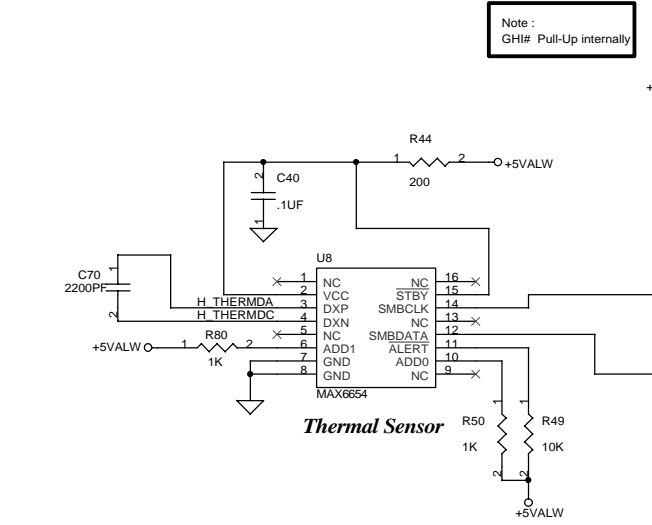 Note :
GHI#  Pull-Up internally
+
R44
1 2
+5VALW
200
2
C40
.1UF
1
U8
C70
2200PF
1
2
H_THERMDA
H_THERMDC
1 NC
2 VCC
3 DXP
4 DXN
5 NC
6 ADD1
7 GND
8 GND
NC 16
STBY 15
SMBCLK 14
NC 13
SMBDATA 12
ALERT 11
ADD0 10
NC 9
+5VALW
1 R80 2
1K
MAX6654
Thermal Sensor
1 1
R50 R49
1K 10K
2 2
+5VALW